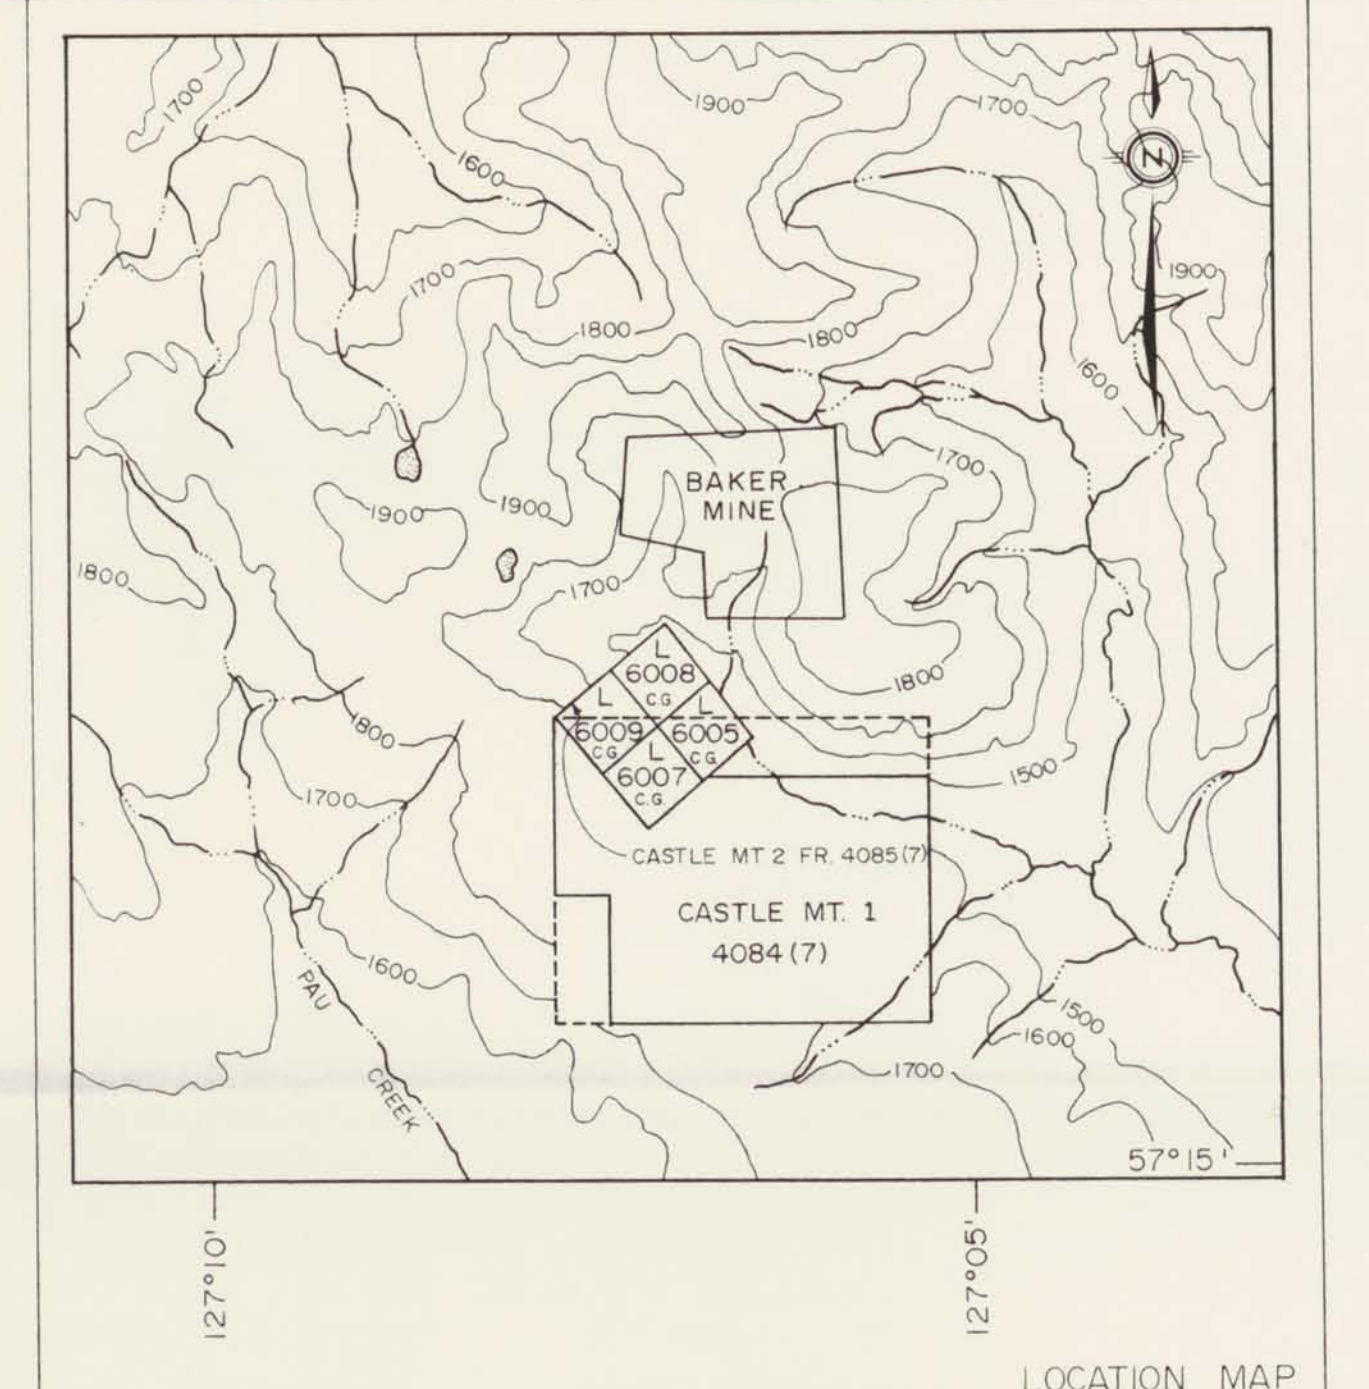 1700
1900
1700
N
1600
1900
1700
1800
1800
1600
1700
BAKER
MINE
1900
1900
1800
1700
L
6008
C.G.
1800
L
6009
C.G.
L
6005
C.G.
1800
L
6007
C.G.
1500
1700
CASTLE MT 2 FR. 4085(7)
CASTLE MT. 1
4084(7)
1600
PAU
CREEK
1500
1600
1700
57°15'
127°10'
127°05'
LOCATION MAP